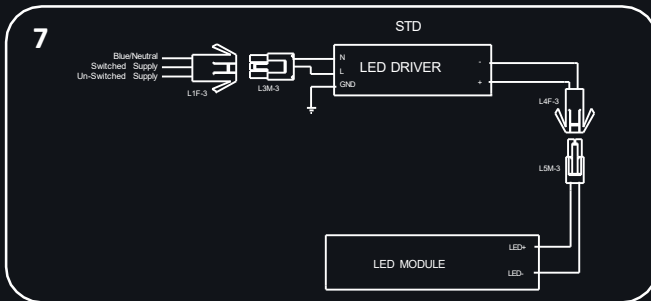 7
STD
Blue/Neutral
Switched Supply
Un-Switched Supply
L1F-3
L3M-3
N
L
GND
LED DRIVER
-
+
L4F-3
L5M-3
LED+
LED MODULE
LED-